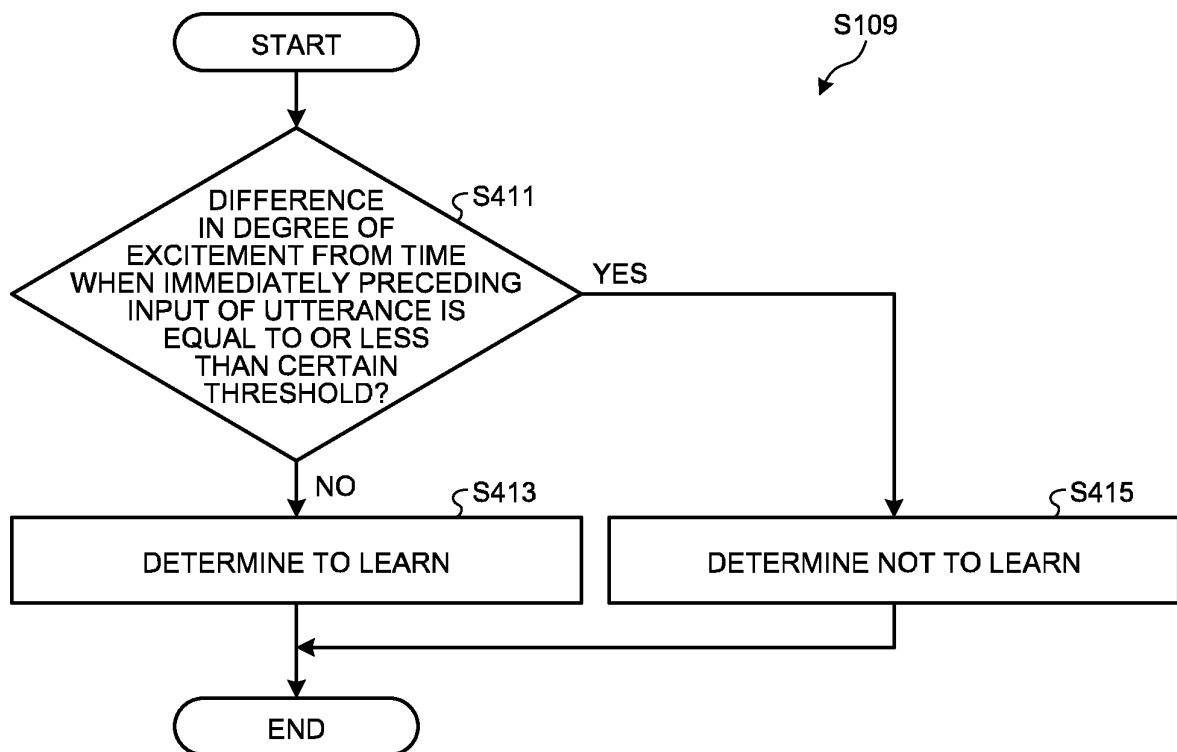 START
S109
DIFFERENCE
IN DEGREE OF
EXCITEMENT FROM TIME
WHEN IMMEDIATELY PRECEDING
INPUT OF UTTERANCE IS
EQUAL TO OR LESS
THAN CERTAIN
THRESHOLD?
S411
YES
NO
S413
DETERMINE TO LEARN
S415
DETERMINE NOT TO LEARN
END